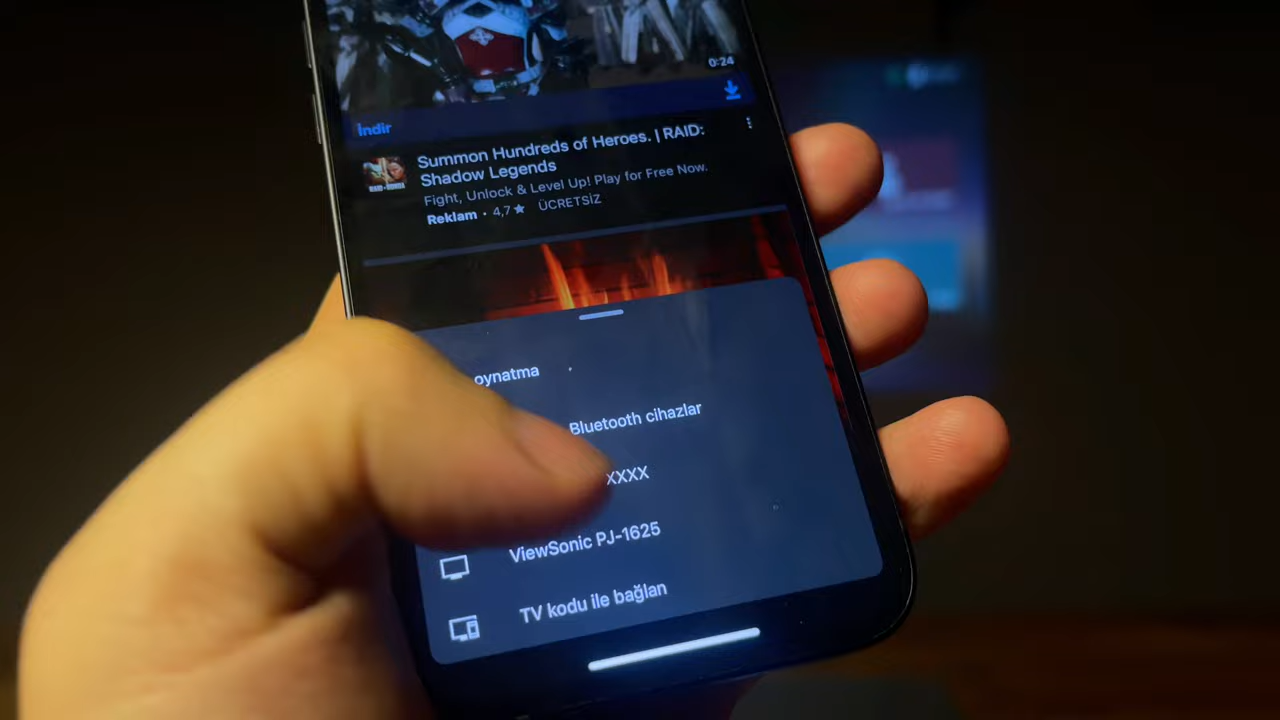 0:24
İndir
Summon Hundreds of Heroes. | RAID:
Shadow Legends
Fight, Unlock & Level Up! Play for Free Now.
Reklam • 4,7★ ÜCRETSİZ
oynatma
Bluetooth cihazlar
XXXX
ViewSonic PJ-1625
TV kodu ile bağlan